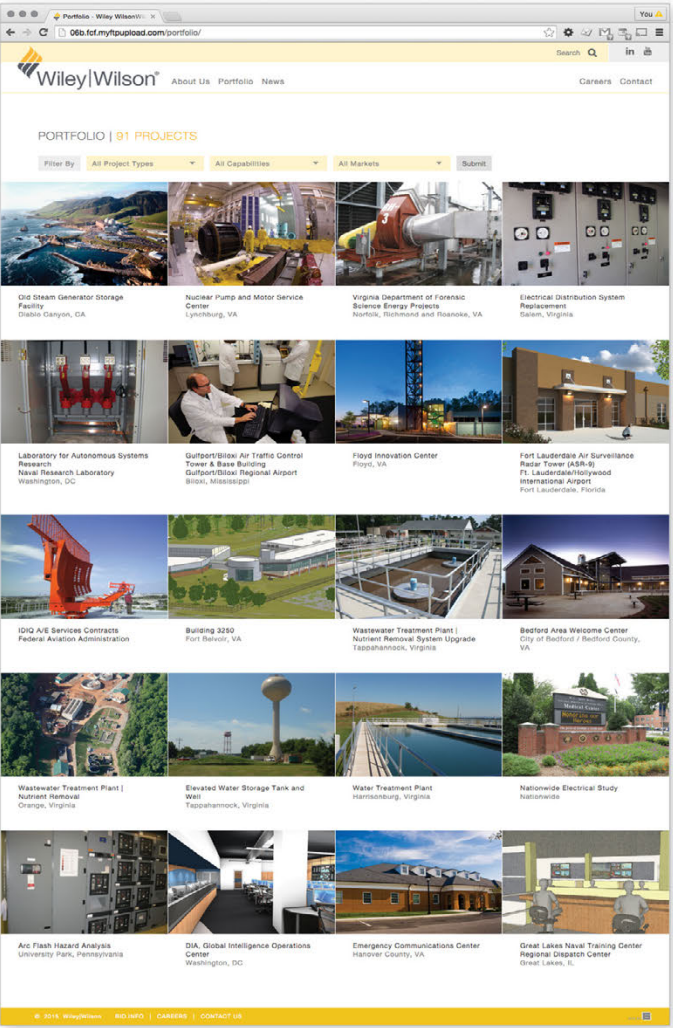 Portfolio - Wiley WilsonWil
You
06b.fcf.myftpupload.com/portfolio/
Search
in
Wiley|Wilson®
About Us Portfolio News
Careers Contact
PORTFOLIO | 91 PROJECTS
Filter By All Project Types All Capabilities All Markets Submit
Old Steam Generator Storage
Facility
Diablo Canyon, CA
Nuclear Pump and Motor Service
Center
Lynchburg, VA
Virginia Department of Forensic
Science Energy Projects
Norfolk, Richmond and Roanoke, VA
Electrical Distribution System
Replacement
Salem, Virginia
Laboratory for Autonomous Systems
Research
Naval Research Laboratory
Washington, DC
Gulfport/Biloxi Air Traffic Control
Tower & Base Building
Gulfport/Biloxi Regional Airport
Biloxi, Mississippi
Floyd Innovation Center
Floyd, VA
Fort Lauderdale Air Surveillance
Radar Tower (ASR-9)
Ft. Lauderdale/Hollywood
International Airport
Fort Lauderdale, Florida
IDIQ A/E Services Contracts
Federal Aviation Administration
Building 3250
Fort Belvoir, VA
Wastewater Treatment Plant |
Nutrient Removal System Upgrade
Tappahannock, Virginia
Bedford Area Welcome Center
City of Bedford / Bedford County,
VA
Medical Center
Wastewater Treatment Plant |
Nutrient Removal
Orange, Virginia
Elevated Water Storage Tank and
Well
Tappahannock, Virginia
Water Treatment Plant
Harrisonburg, Virginia
Nationwide Electrical Study
Nationwide
Arc Flash Hazard Analysis
University Park, Pennsylvania
DIA, Global Intelligence Operations
Center
Washington, DC
Emergency Communications Center
Hanover County, VA
Great Lakes Naval Training Center
Regional Dispatch Center
Great Lakes, IL
Wiley|Wilson BID INFO | CAREERS | CONTACT US